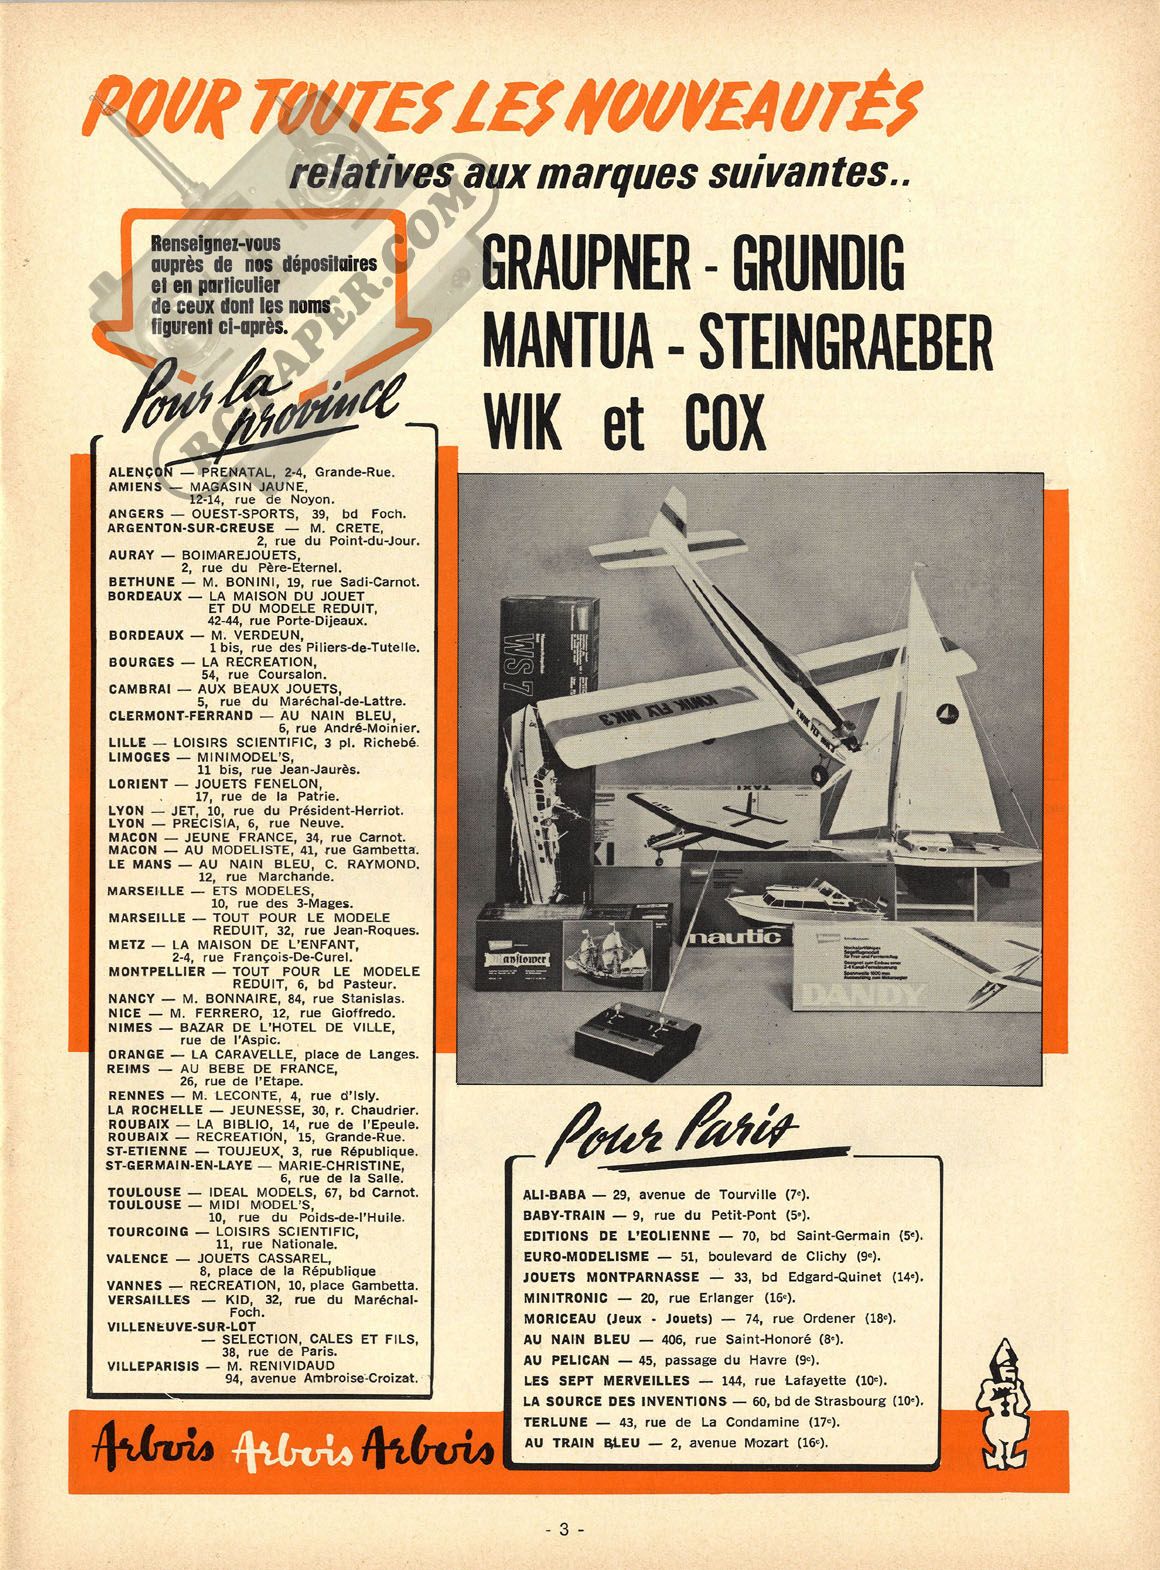 POUR TOUTES LES NOUVEAUTÉS
relatives aux marques suivantes..
Renseignez-vous
auprès de nos dépositaires
et en particulier
de ceux dont les noms
figurent ci-après.
GRAUPNER - GRUNDIG
MANTUA - STEINGRAEBER
WIK et COX
RCPAPER.COM
Pour la
province
ALENÇON — PRENATAL, 2-4, Grande-Rue.
AMIENS — MAGASIN JAUNE,
12-14, rue de Noyon.
ANGERS — OUEST-SPORTS, 39, bd Foch.
ARGENTON-SUR-CREUSE — M. CRETE,
2, rue du Point-du-Jour.
AURAY — BOIMAREJOUETS,
2, rue du Père-Eternel.
BETHUNE — M. BONINI, 19, rue Sadi-Carnot.
BORDEAUX — LA MAISON DU JOUET
ET DU MODELE REDUIT,
42-44, rue Porte-Dijeaux.
BORDEAUX — M. VERDEUN,
1 bis, rue des Piliers-de-Tutelle.
BOURGES — LA RECREATION,
54, rue Coursalon.
CAMBRAI — AUX BEAUX JOUETS,
5, rue du Maréchal-de-Lattre.
CLERMONT-FERRAND — AU NAIN BLEU,
6, rue André-Moinier.
LILLE — LOISIRS SCIENTIFIC, 3 pl. Richebé.
LIMOGES — MINIMODEL'S,
11 bis, rue Jean-Jaurès.
LORIENT — JOUETS FENELON,
17, rue de la Patrie.
LYON — JET, 10, rue du Président-Herriot.
LYON — PRECISIA, 6, rue Neuve.
MACON — JEUNE FRANCE, 34, rue Carnot.
MACON — AU MODELISTE, 41, rue Gambetta.
LE MANS — AU NAIN BLEU, C. RAYMOND,
12, rue Marchande.
MARSEILLE — ETS MODELES,
10, rue des 3-Mages.
MARSEILLE — TOUT POUR LE MODELE
REDUIT, 32, rue Jean-Roques.
METZ — LA MAISON DE L'ENFANT,
2-4, rue François-De-Curel.
MONTPELLIER — TOUT POUR LE MODELE
REDUIT, 6, bd Pasteur.
NANCY — M. BONNAIRE, 84, rue Stanislas.
NICE — M. FERRERO, 12, rue Gioffredo.
NIMES — BAZAR DE L'HOTEL DE VILLE,
rue de l'Aspic.
ORANGE — LA CARAVELLE, place de Langes.
REIMS — AU BEBE DE FRANCE,
26, rue de l'Etape.
RENNES — M. LECONTE, 4, rue d'Isly.
LA ROCHELLE — JEUNESSE, 30, r. Chaudrier.
ROUBAIX — LA BIBLIO, 14, rue de l'Epeule.
ROUBAIX — RECREATION, 15, Grande-Rue.
ST-ETIENNE — TOUJEUX, 3, rue République.
ST-GERMAIN-EN-LAYE — MARIE-CHRISTINE,
6, rue de la Salle.
TOULOUSE — IDEAL MODELS, 67, bd Carnot.
TOULOUSE — MIDI MODEL'S,
10, rue du Poids-de-l'Huile.
TOURCOING — LOISIRS SCIENTIFIC,
11, rue Nationale.
VALENCE — JOUETS CASSAREL,
8, place de la République
VANNES — RECREATION, 10, place Gambetta.
VERSAILLES — KID, 32, rue du Maréchal-
Foch.
VILLENEUVE-SUR-LOT
— SELECTION, CALES ET FILS,
38, rue de Paris.
VILLEPARISIS — M. RENIVIDAUD
94, avenue Ambroise-Croizat.
WS 7
KWIK FLY MK3
KWIK FLY MK3
TAXI
nautic
DANDY
Pour Paris
ALI-BABA — 29, avenue de Tourville (7e).
BABY-TRAIN — 9, rue du Petit-Pont (5e).
EDITIONS DE L'EOLIENNE — 70, bd Saint-Germain (5e).
EURO-MODELISME — 51, boulevard de Clichy (9e).
JOUETS MONTPARNASSE — 33, bd Edgard-Quinet (14e).
MINITRONIC — 20, rue Erlanger (16e).
MORICEAU (Jeux - Jouets) — 74, rue Ordener (18e).
AU NAIN BLEU — 406, rue Saint-Honoré (8e).
AU PELICAN — 45, passage du Havre (9e).
LES SEPT MERVEILLES — 144, rue Lafayette (10e).
LA SOURCE DES INVENTIONS — 60, bd de Strasbourg (10e).
TERLUNE — 43, rue de La Condamine (17e).
AU TRAIN BLEU — 2, avenue Mozart (16e).
Arbois Arbois Arbois
- 3 -